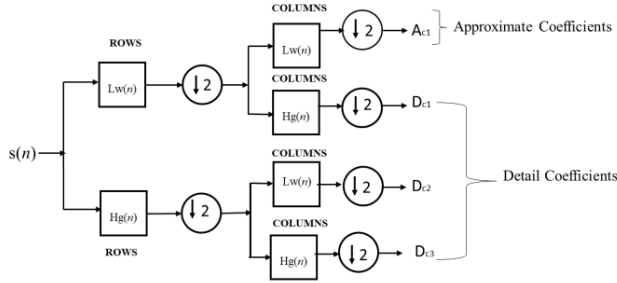 COLUMNS
ROWS
Lw(n)
↓ 2
Lw(n)
↓ 2
Ac1
Approximate Coefficients
COLUMNS
Hg(n)
↓ 2
Dc1
s(n)
Detail Coefficients
COLUMNS
Lw(n)
↓ 2
Dc2
Hg(n)
↓ 2
ROWS
COLUMNS
Hg(n)
↓ 2
Dc3